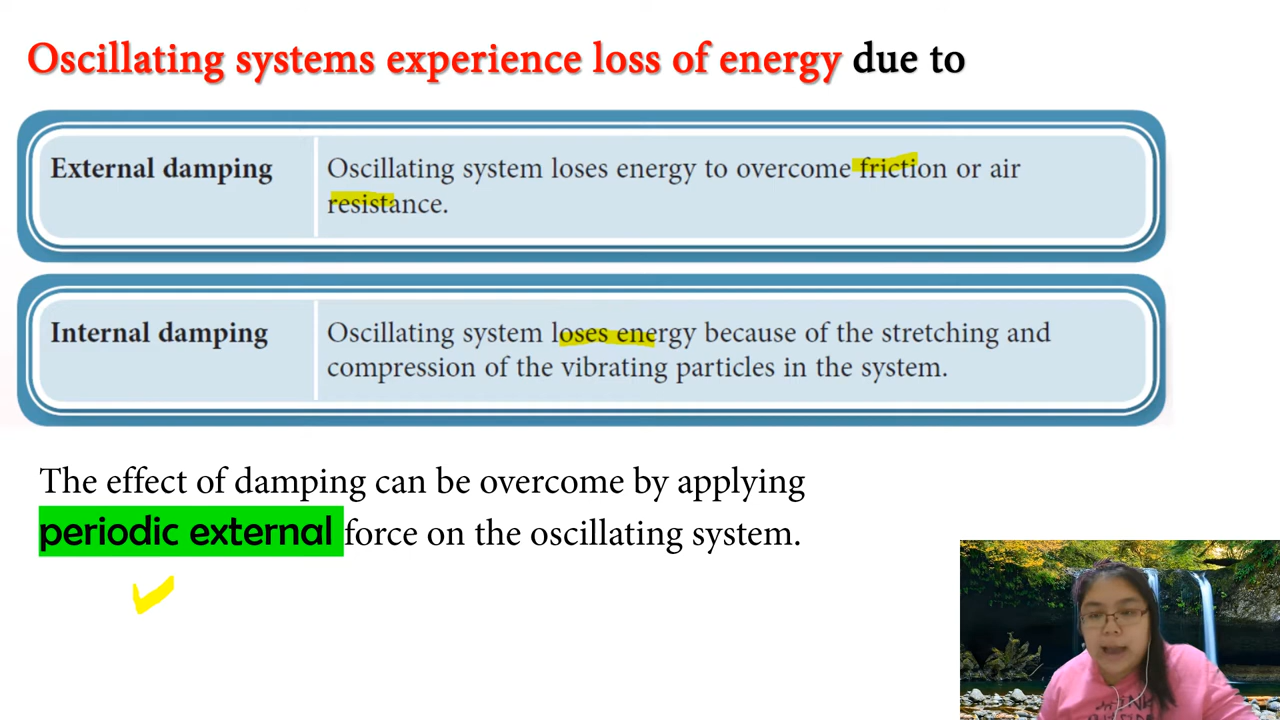 Oscillating systems experience loss of energy due to
External damping
Oscillating system loses energy to overcome friction or air
resistance.
Internal damping
Oscillating system loses energy because of the stretching and
compression of the vibrating particles in the system.
The effect of damping can be overcome by applying
periodic external force on the oscillating system.